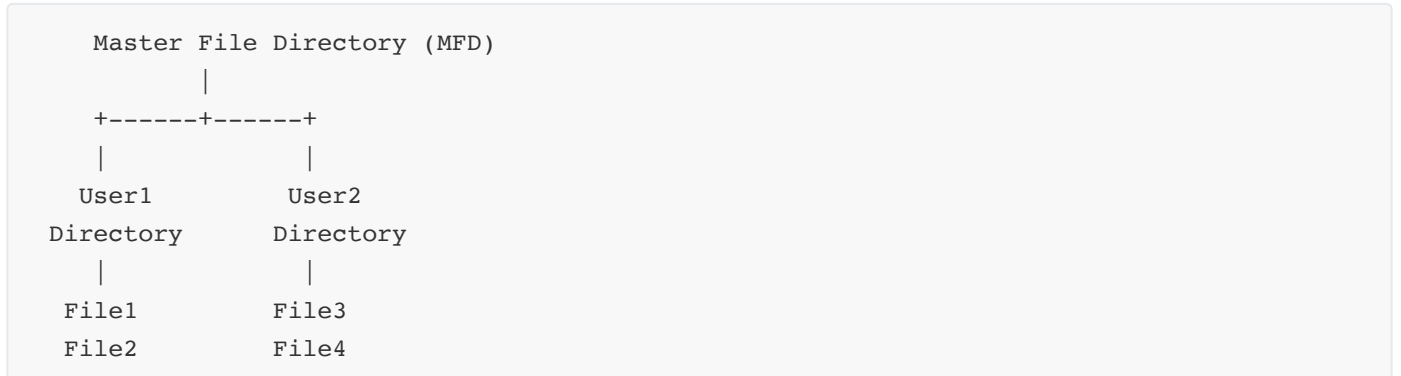 Master File Directory (MFD)
|
+------+------+
| |
User1 User2
Directory Directory
| |
File1 File3
File2 File4